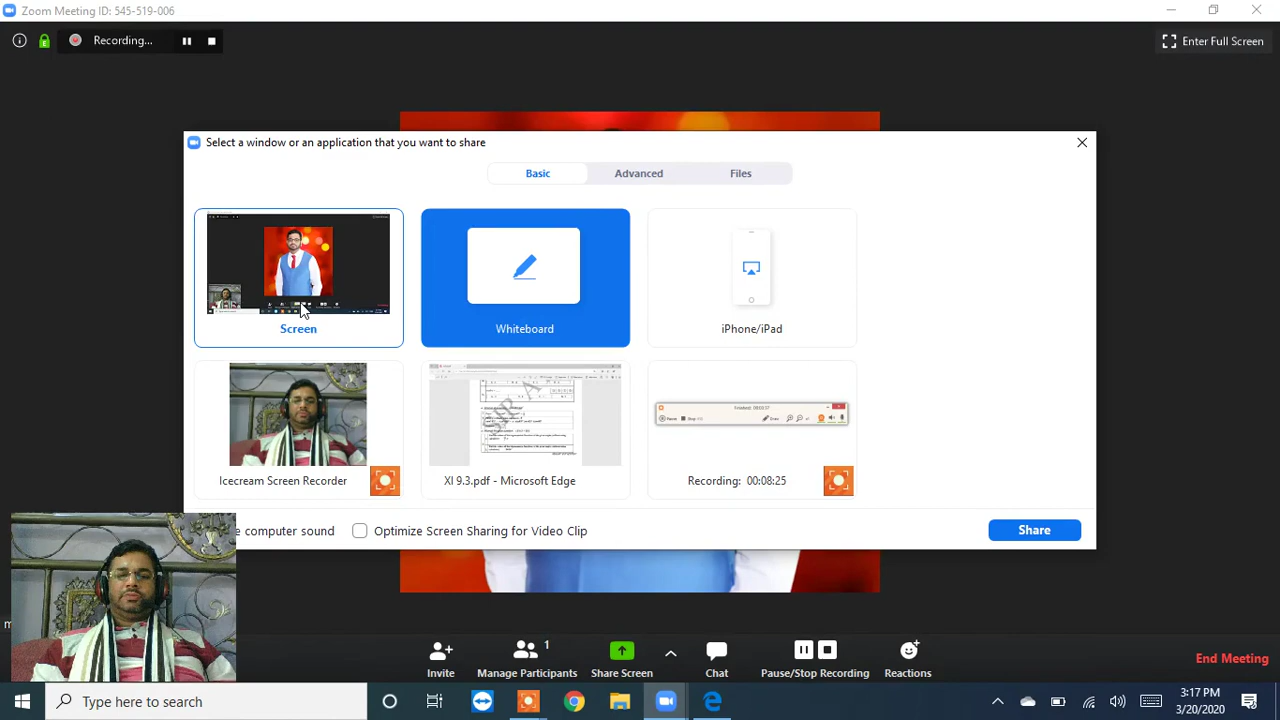 Zoom Meeting ID: 545-519-006
Recording...
Enter Full Screen
Select a window or an application that you want to share
Basic
Advanced
Files
Screen
Whiteboard
iPhone/iPad
Icecream Screen Recorder
XI 9.3.pdf - Microsoft Edge
Recording: 00:08:25
e computer sound
Optimize Screen Sharing for Video Clip
Share
Invite
1
Manage Participants
Share Screen
Chat
Pause/Stop Recording
Reactions
End Meeting
Type here to search
3:17 PM
3/20/2020